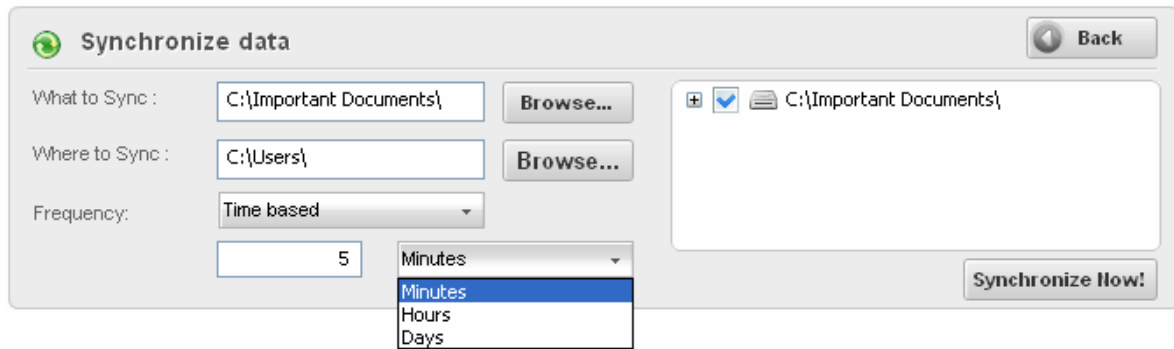 Synchronize data
Back
What to Sync :
C:\Important Documents\
Browse...
C:\Important Documents\
Where to Sync :
C:\Users\
Browse...
Frequency:
Time based
5
Minutes
Minutes
Hours
Days
Synchronize Now!